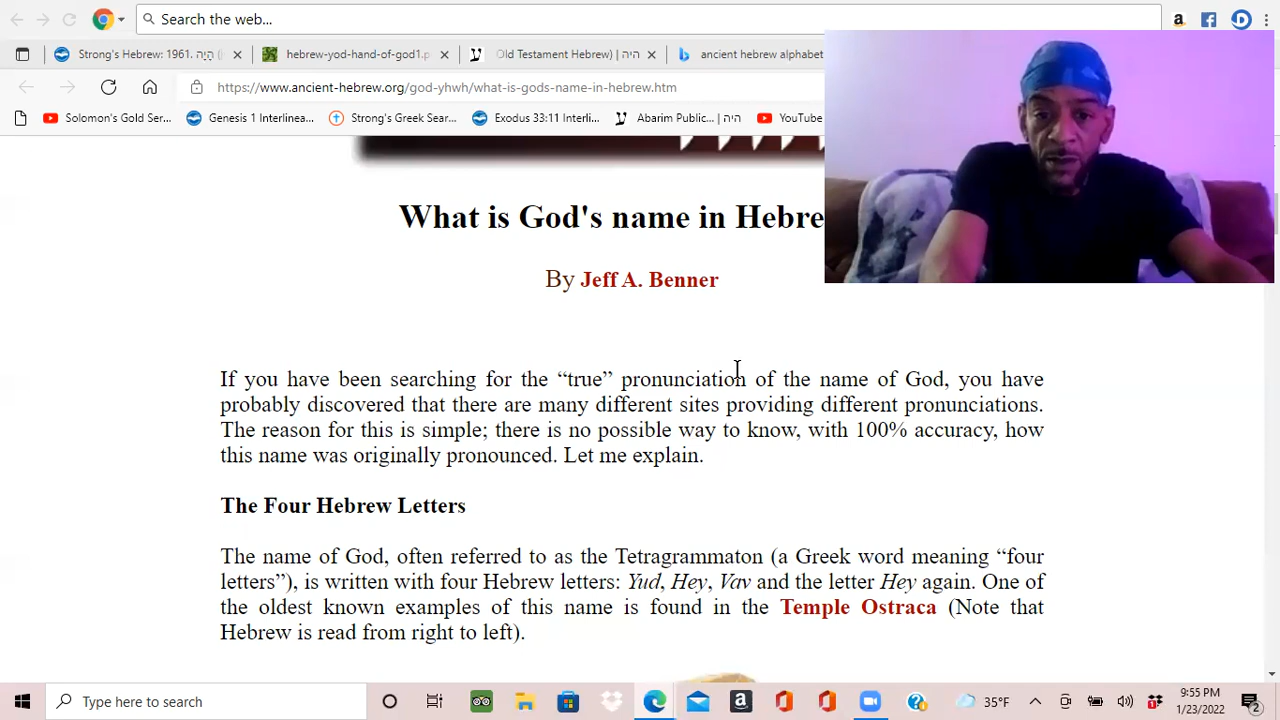 Search the web...
Strong's Hebrew: 1961. הָיָה (
hebrew-yod-hand-of-god1.p
Old Testament Hebrew) | היה
ancient hebrew alphabet
https://www.ancient-hebrew.org/god-yhwh/what-is-gods-name-in-hebrew.htm
Solomon's Gold Ser...
Genesis 1 Interlinea...
Strong's Greek Sear...
Exodus 33:11 Interli...
Abarim Public... | היה
YouTube
What is God's name in Hebre
By Jeff A. Benner
If you have been searching for the “true” pronunciation of the name of God, you have
probably discovered that there are many different sites providing different pronunciations.
The reason for this is simple; there is no possible way to know, with 100% accuracy, how
this name was originally pronounced. Let me explain.
The Four Hebrew Letters
The name of God, often referred to as the Tetragrammaton (a Greek word meaning “four
letters”), is written with four Hebrew letters: Yud, Hey, Vav and the letter Hey again. One of
the oldest known examples of this name is found in the Temple Ostraca (Note that
Hebrew is read from right to left).
Type here to search
35°F
9:55 PM
1/23/2022
2